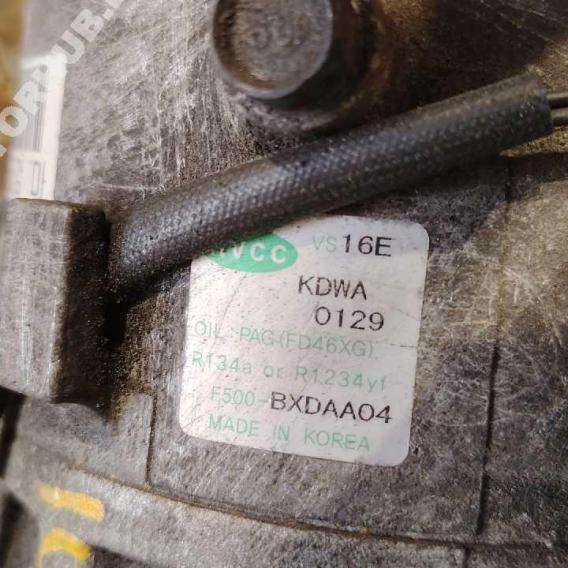 VS16E
KDWA
0129
OIL PAG(FD46XG)
R134a or R1234yf
F500-BXDAA04
MADE IN KOREA